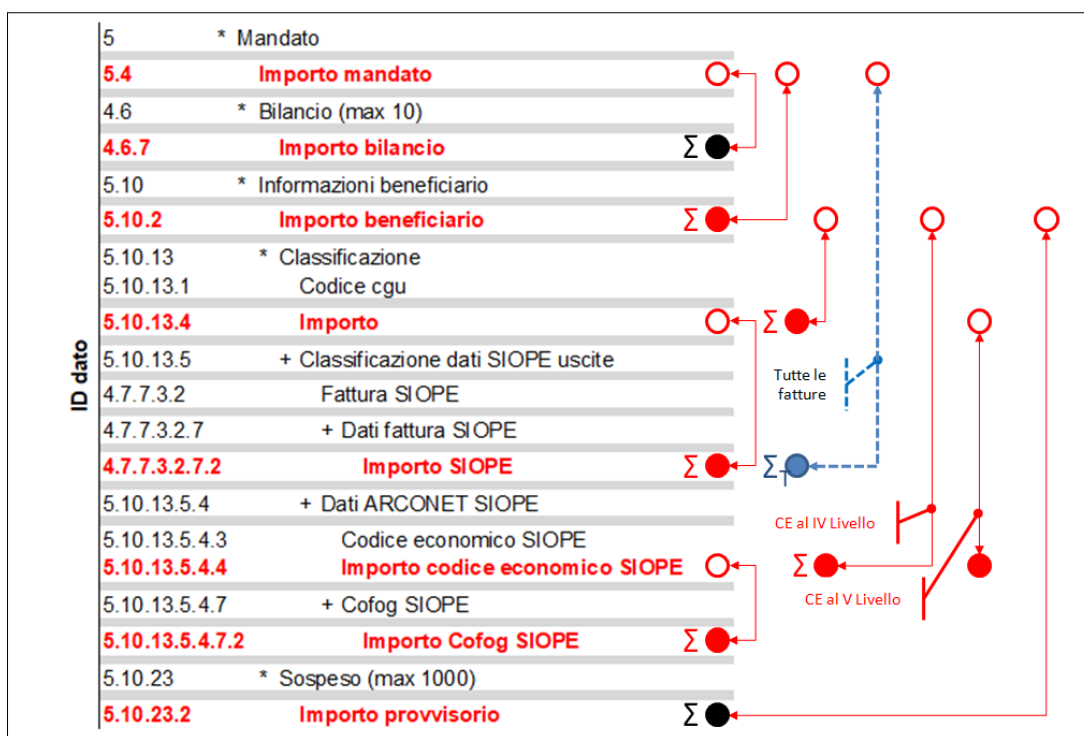 5 * Mandato
5.4 Importo mandato
4.6 * Bilancio (max 10)
4.6.7 Importo bilancio Σ
5.10 * Informazioni beneficiario
5.10.2 Importo beneficiario Σ
5.10.13 * Classificazione
5.10.13.1 Codice cgu
5.10.13.4 Importo Σ
5.10.13.5 + Classificazione dati SIOPE uscite
Tutte le
fatture
4.7.7.3.2 Fattura SIOPE
4.7.7.3.2.7 + Dati fattura SIOPE
4.7.7.3.2.7.2 Importo SIOPE Σ ΣT
5.10.13.5.4 + Dati ARCONET SIOPE
CE al IV Livello
5.10.13.5.4.3 Codice economico SIOPE
5.10.13.5.4.4 Importo codice economico SIOPE Σ
CE al V Livello
5.10.13.5.4.7 + Cofog SIOPE
5.10.13.5.4.7.2 Importo Cofog SIOPE Σ
5.10.23 * Sospeso (max 1000)
5.10.23.2 Importo provvisorio Σ
ID dato